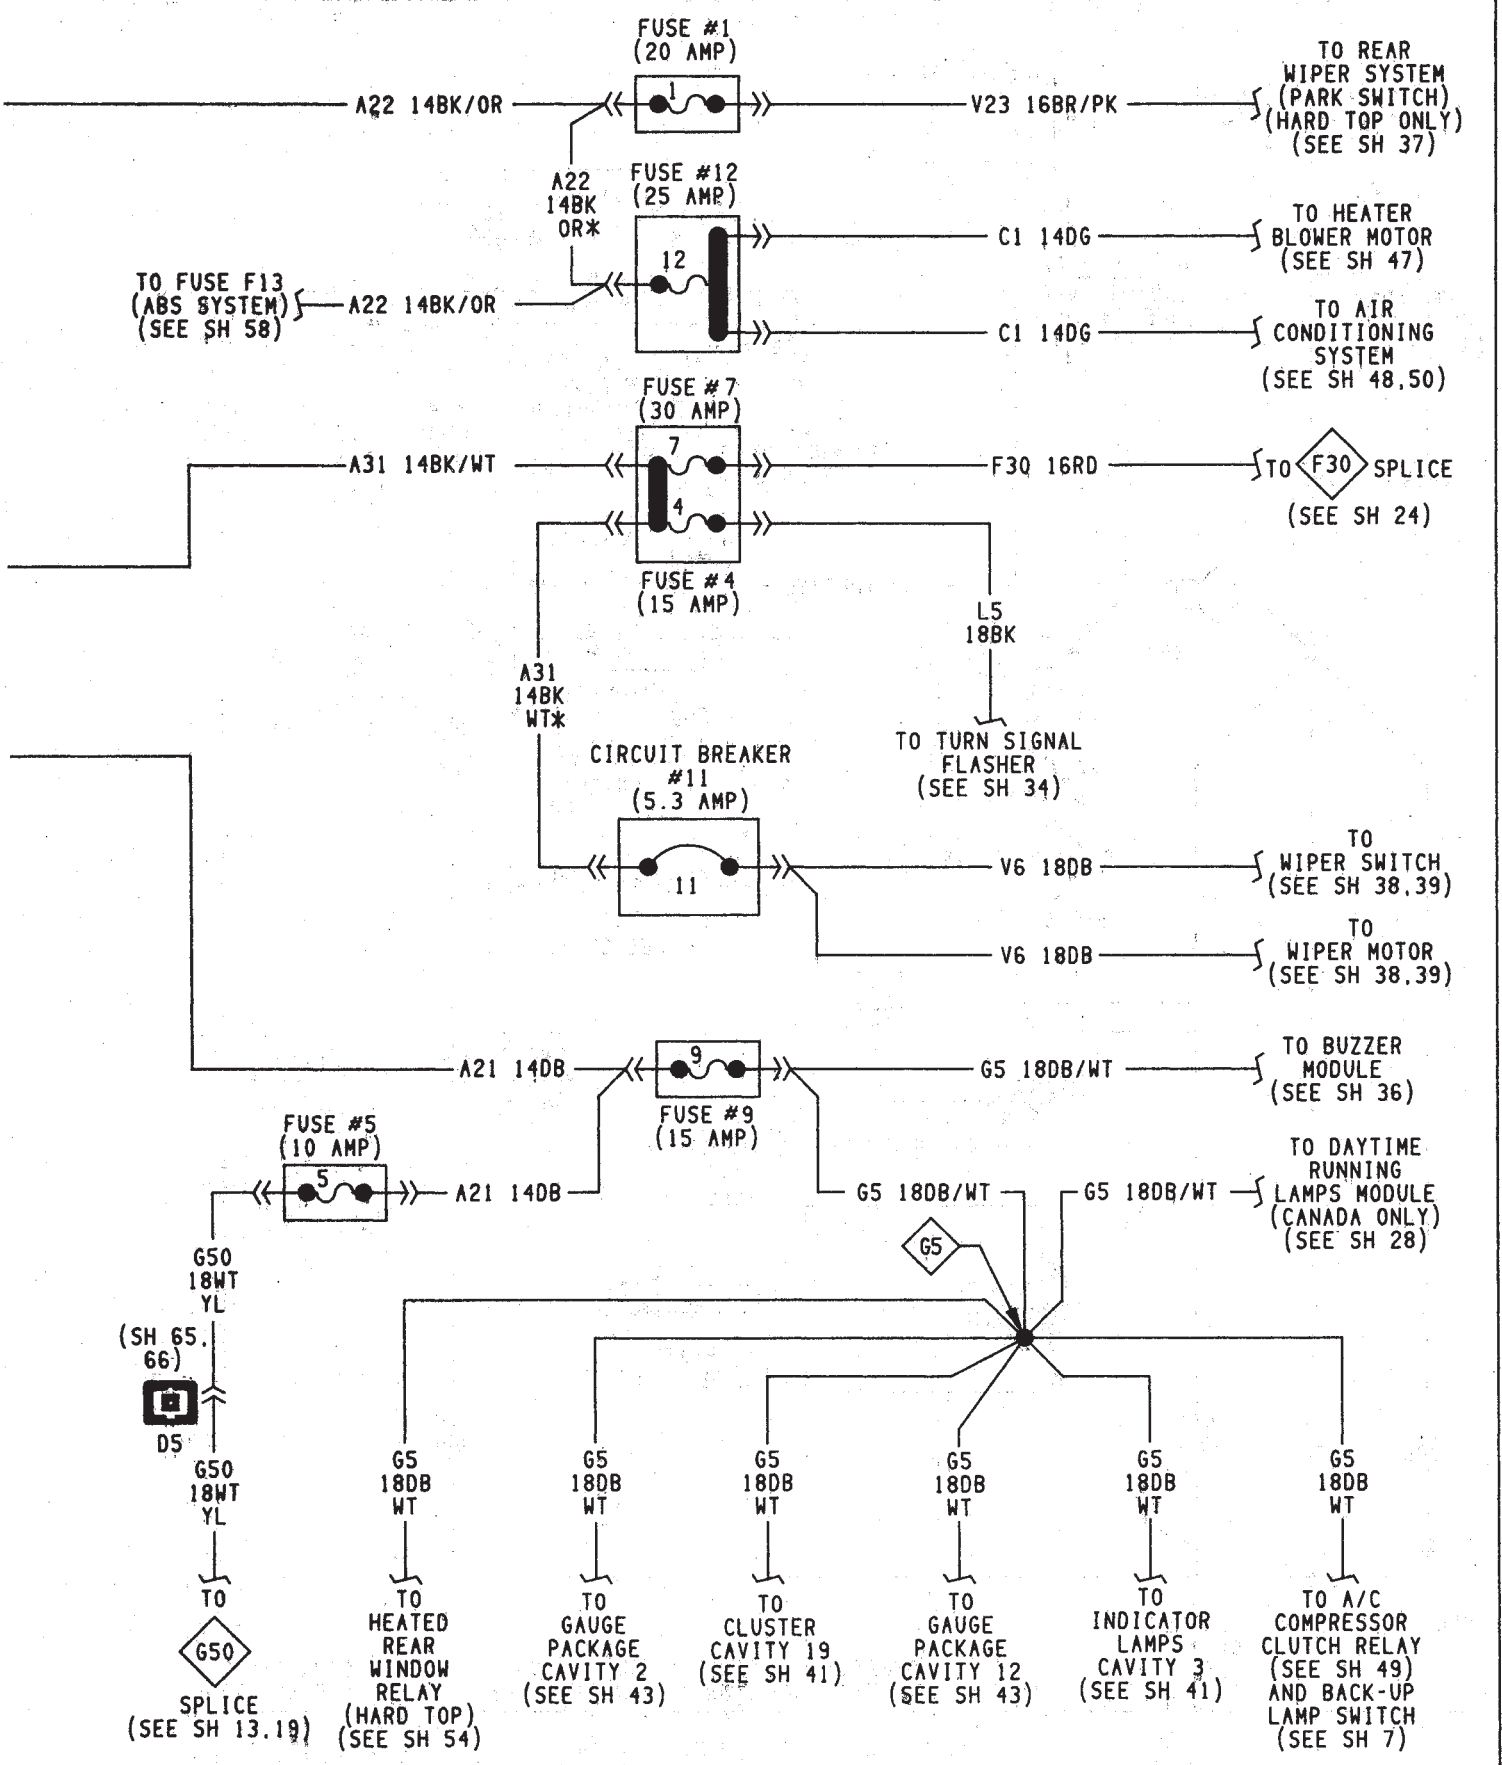 FUSE #1
(20 AMP)
1
A22 14BK/OR
V23 16BR/PK
TO REAR
WIPER SYSTEM
(PARK SWITCH)
(HARD TOP ONLY)
(SEE SH 37)
A22
14BK
OR*
FUSE #12
(25 AMP)
12
C1 14DG
TO HEATER
BLOWER MOTOR
(SEE SH 47)
TO FUSE F13
(ABS SYSTEM)
(SEE SH 58)
A22 14BK/OR
C1 14DG
TO AIR
CONDITIONING
SYSTEM
(SEE SH 48,50)
FUSE #7
(30 AMP)
7
A31 14BK/WT
F30 16RD
TO F30 SPLICE
(SEE SH 24)
4
FUSE #4
(15 AMP)
L5
18BK
TO TURN SIGNAL
FLASHER
(SEE SH 34)
A31
14BK
WT*
CIRCUIT BREAKER
#11
(5.3 AMP)
11
V6 18DB
TO
WIPER SWITCH
(SEE SH 38,39)
V6 18DB
TO
WIPER MOTOR
(SEE SH 38,39)
A21 14DB
9
FUSE #9
(15 AMP)
G5 18DB/WT
TO BUZZER
MODULE
(SEE SH 36)
FUSE #5
(10 AMP)
5
A21 14DB
G5 18DB/WT
G5 18DB/WT
TO DAYTIME
RUNNING
LAMPS MODULE
(CANADA ONLY)
(SEE SH 28)
G5
G50
18WT
YL
(SH 65,
66)
D5
G50
18WT
YL
TO
G50
SPLICE
(SEE SH 13,19)
G5
18DB
WT
TO
HEATED
REAR
WINDOW
RELAY
(HARD TOP)
(SEE SH 54)
G5
18DB
WT
TO
GAUGE
PACKAGE
CAVITY 2
(SEE SH 43)
G5
18DB
WT
TO
CLUSTER
CAVITY 19
(SEE SH 41)
G5
18DB
WT
TO
GAUGE
PACKAGE
CAVITY 12
(SEE SH 43)
G5
18DB
WT
TO
INDICATOR
LAMPS
CAVITY 3
(SEE SH 41)
G5
18DB
WT
TO A/C
COMPRESSOR
CLUTCH RELAY
(SEE SH 49)
AND BACK-UP
LAMP SWITCH
(SEE SH 7)